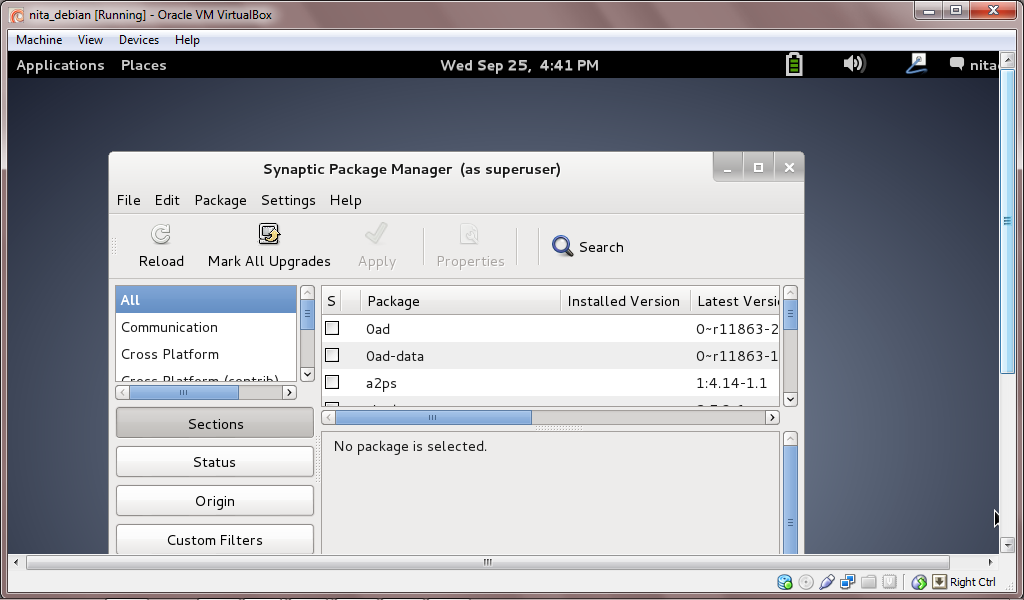 nita_debian [Running] - Oracle VM VirtualBox
Machine View Devices Help
Applications Places Wed Sep 25, 4:41 PM nita
Synaptic Package Manager (as superuser)
File Edit Package Settings Help
Reload Mark All Upgrades Apply Properties Search
All
Communication
Cross Platform
Cross Platform (contrib)
S Package Installed Version Latest Versi
0ad 0~r11863-2
0ad-data 0~r11863-1
a2ps 1:4.14-1.1
Sections
Status
Origin
Custom Filters
No package is selected.
Right Ctrl